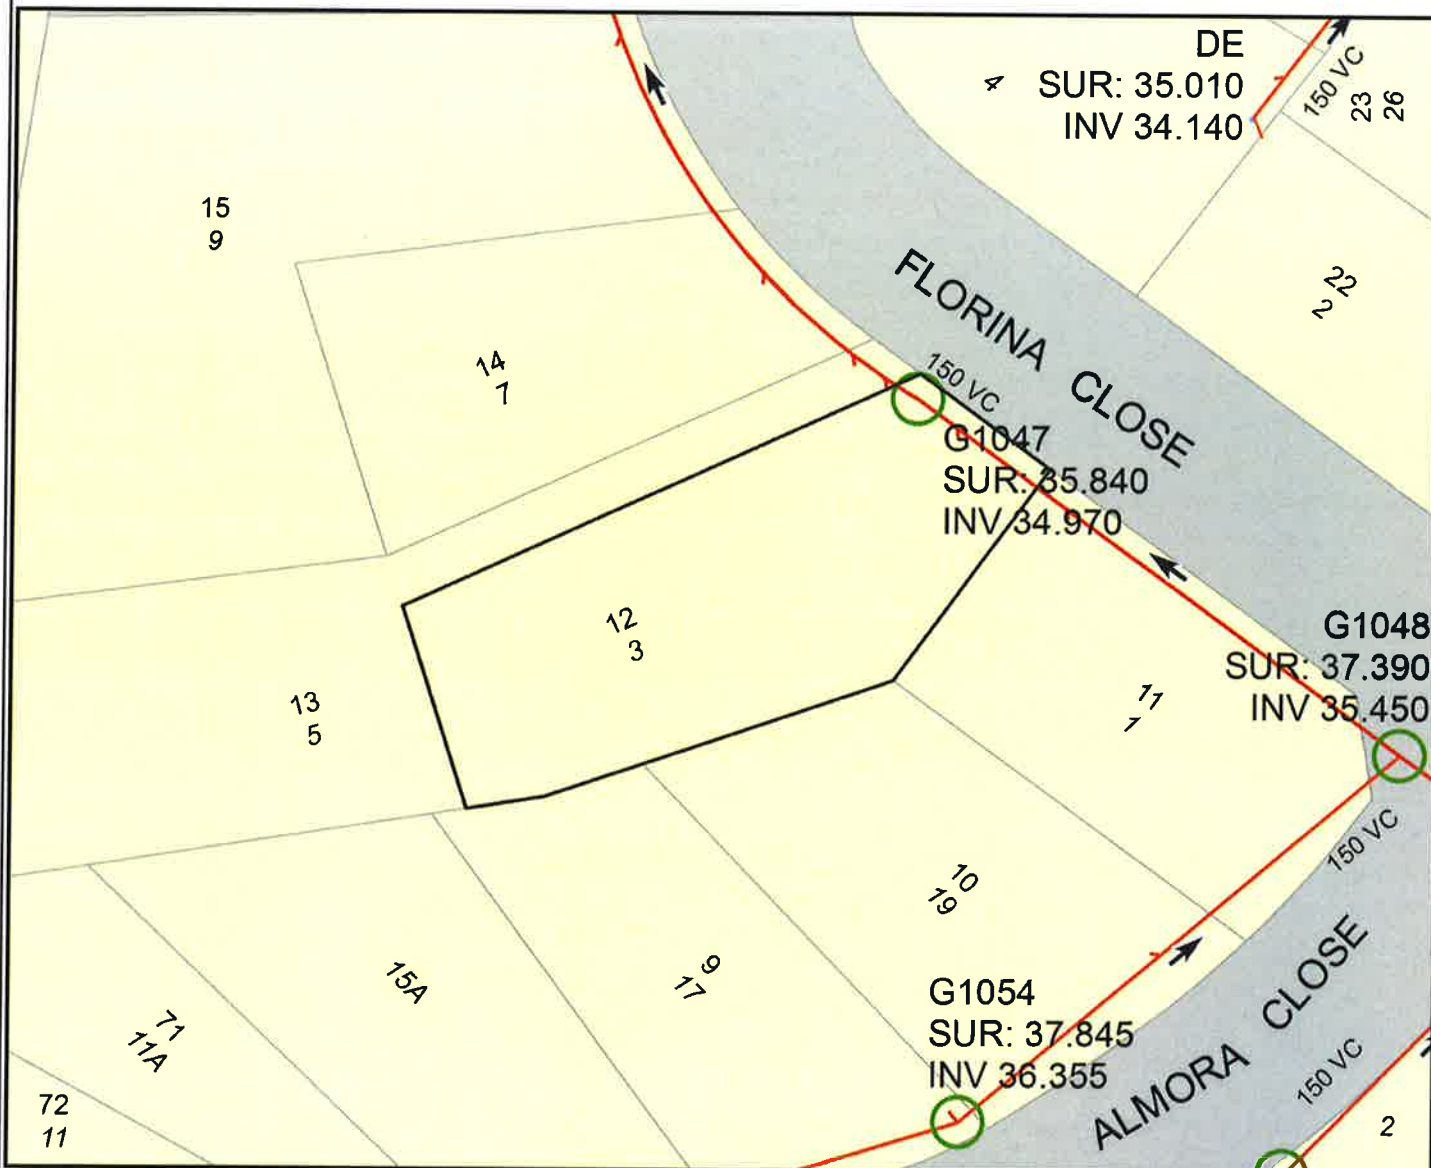 DE
SUR: 35.010
INV 34.140
4
150 VC
23
26
15
9
22
2
FLORINA CLOSE
14
7
150 VC
G1047
SUR: 35.840
INV 34.970
12
3
G1048
SUR: 37.390
INV 35.450
13
5
11
1
150 VC
10
19
9
17
15A
G1054
SUR: 37.845
INV 36.355
ALMORA CLOSE
150 VC
71
11A
72
11
2